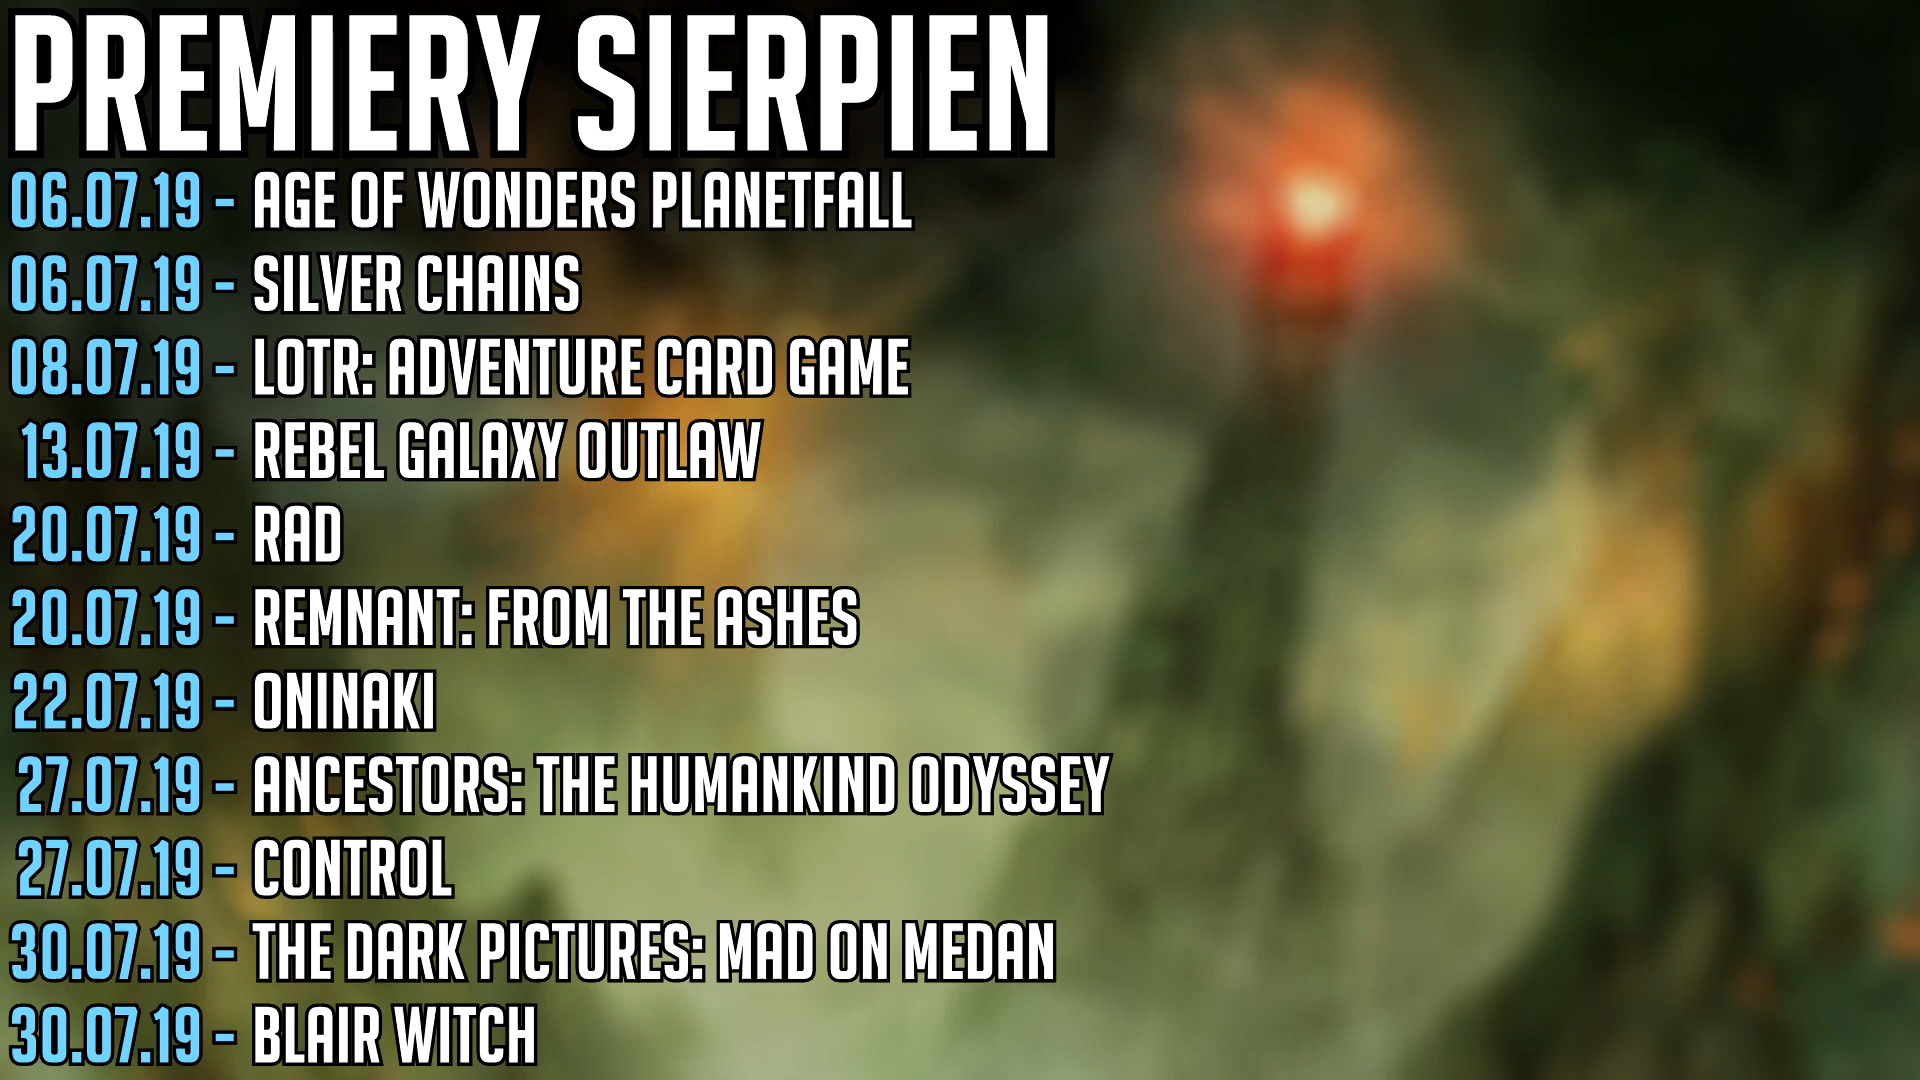 PREMIERY SIERPIEN
06.07.19 - AGE OF WONDERS PLANETFALL
06.07.19 - SILVER CHAINS
08.07.19 - LOTR: ADVENTURE CARD GAME
13.07.19 - REBEL GALAXY OUTLAW
20.07.19 - RAD
20.07.19 - REMNANT: FROM THE ASHES
22.07.19 - ONINAKI
27.07.19 - ANCESTORS: THE HUMANKIND ODYSSEY
27.07.19 - CONTROL
30.07.19 - THE DARK PICTURES: MAD ON MEDAN
30.07.19 - BLAIR WITCH